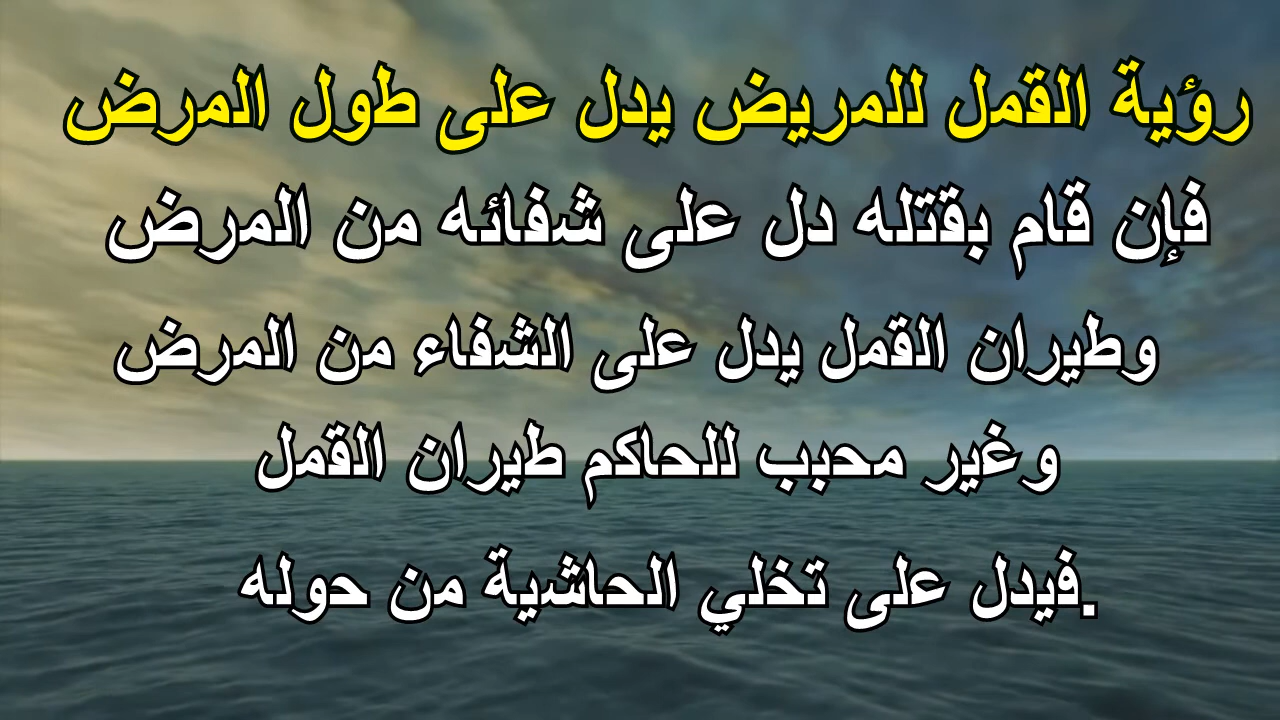 رؤية القمل للمريض يدل على طول المرض
فإن قام بقتله دل على شفائه من المرض
وطيران القمل يدل على الشفاء من المرض
وغير محبب للحاكم طيران القمل
.فيدل على تخلي الحاشية من حوله